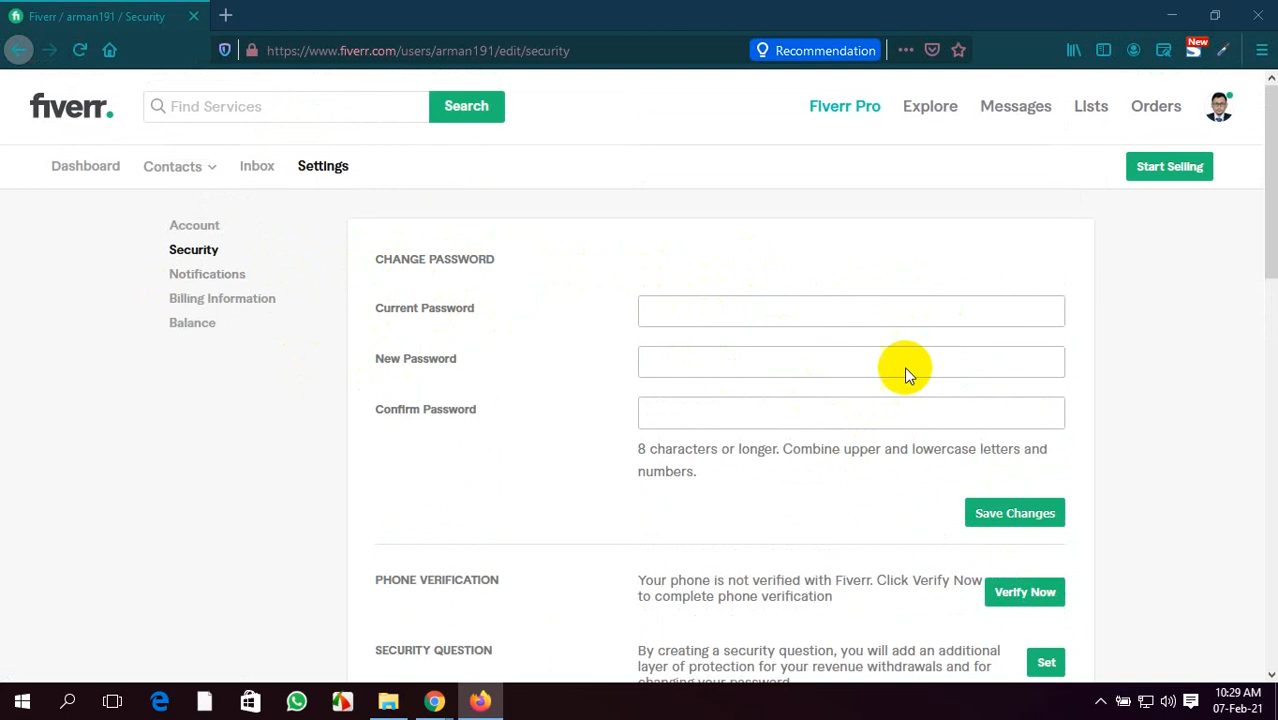 Fiverr / arman191 / Security
https://www.fiverr.com/users/arman191/edit/security
Recommendation
New
fiverr.
Find Services
Search
Fiverr Pro
Explore
Messages
Lists
Orders
Dashboard
Contacts
Inbox
Settings
Start Selling
Account
Security
Notifications
Billing Information
Balance
CHANGE PASSWORD
Current Password
New Password
Confirm Password
8 characters or longer. Combine upper and lowercase letters and
numbers.
Save Changes
PHONE VERIFICATION
Your phone is not verified with Fiverr. Click Verify Now
to complete phone verification
Verify Now
SECURITY QUESTION
By creating a security question, you will add an additional
layer of protection for your revenue withdrawals and for
changing your password.
Set
10:29 AM
07-Feb-21